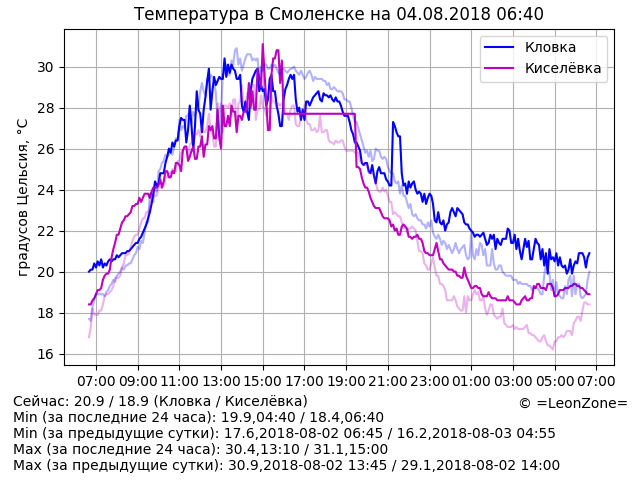 Температура в Смоленске на 04.08.2018 06:40
Кловка
Киселёвка
градусов Цельсия, °C
30
28
26
24
22
20
18
16
07:00 09:00 11:00 13:00 15:00 17:00 19:00 21:00 23:00 01:00 03:00 05:00 07:00
Сейчас: 20.9 / 18.9 (Кловка / Киселёвка)
© =LeonZone=
Min (за последние 24 часа): 19.9,04:40 / 18.4,06:40
Min (за предыдущие сутки): 17.6,2018-08-02 06:45 / 16.2,2018-08-03 04:55
Max (за последние 24 часа): 30.4,13:10 / 31.1,15:00
Max (за предыдущие сутки): 30.9,2018-08-02 13:45 / 29.1,2018-08-02 14:00